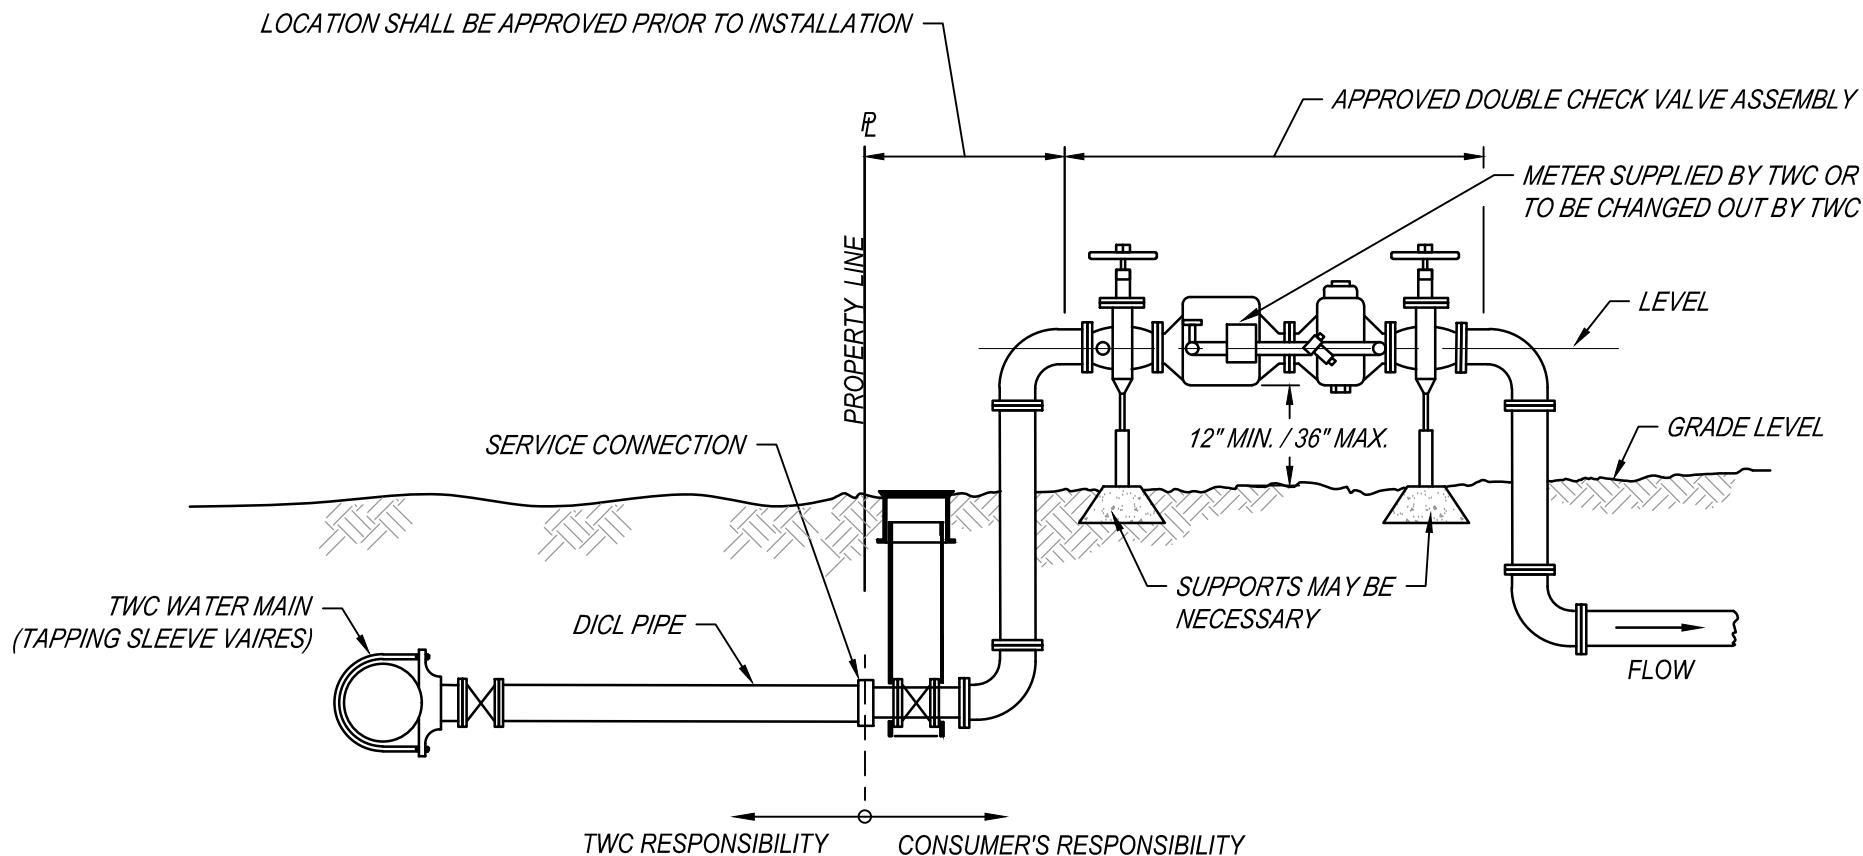 LOCATION SHALL BE APPROVED PRIOR TO INSTALLATION
APPROVED DOUBLE CHECK VALVE ASSEMBLY
PL
METER SUPPLIED BY TWC OR
TO BE CHANGED OUT BY TWC
PROPERTY LINE
LEVEL
SERVICE CONNECTION
12" MIN. / 36" MAX.
GRADE LEVEL
TWC WATER MAIN
(TAPPING SLEEVE VAIRES)
DICL PIPE
SUPPORTS MAY BE
NECESSARY
FLOW
TWC RESPONSIBILITY
CONSUMER'S RESPONSIBILITY